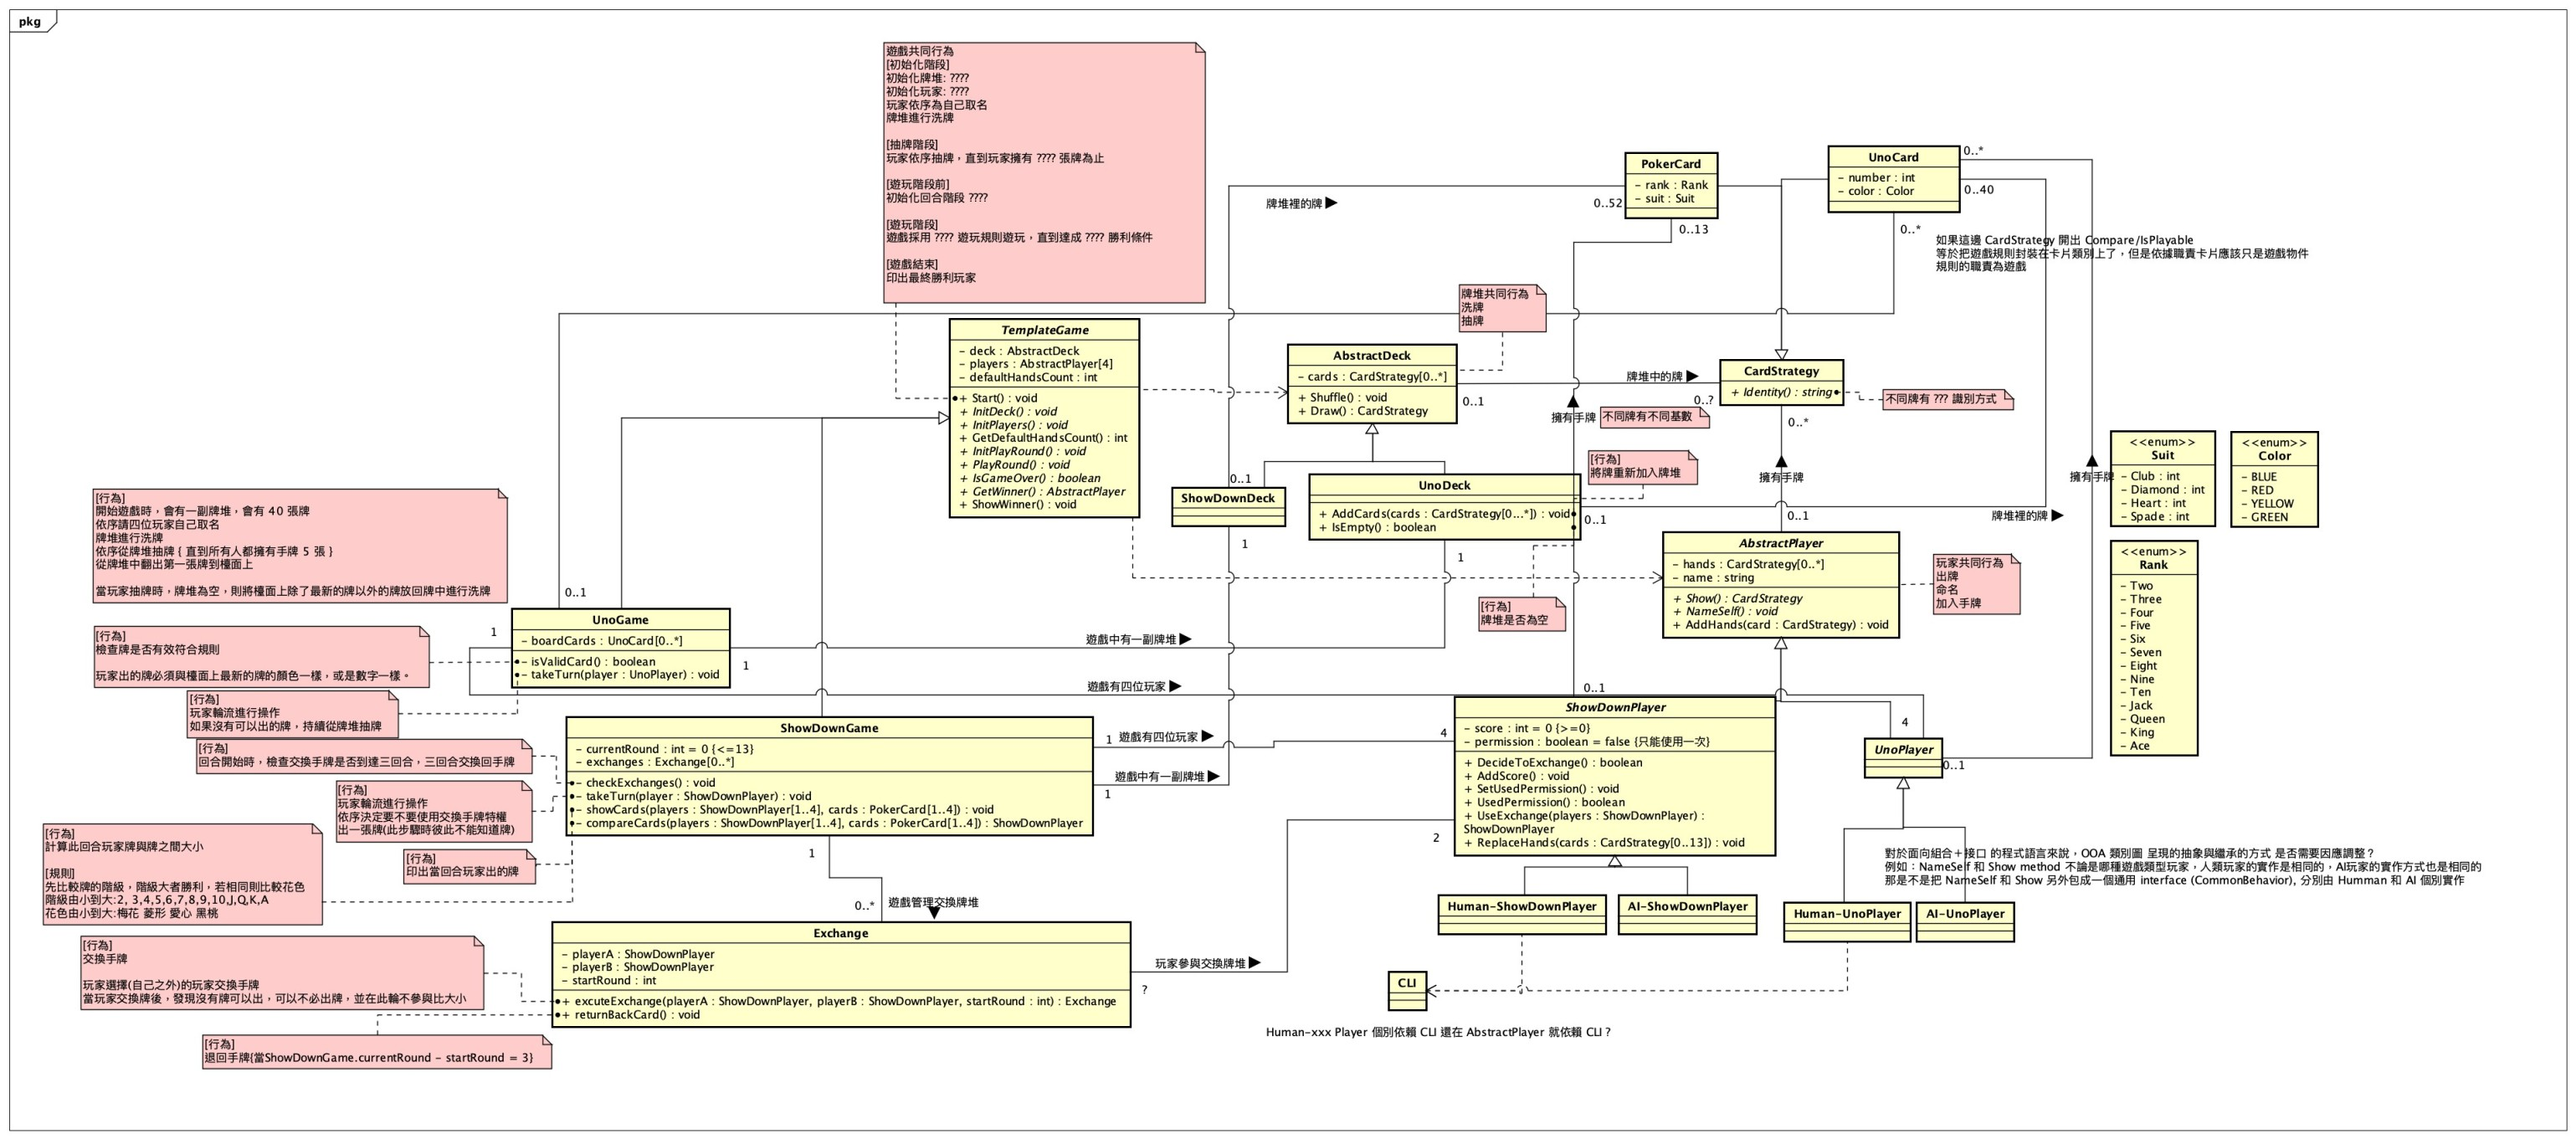 pkg
遊戲共同行為
[初始化階段]
初始化牌堆: ????
初始化玩家: ????
玩家依序為自己取名
牌堆進行洗牌
[抽牌階段]
玩家依序抽牌，直到玩家擁有 ???? 張牌為止
[遊玩階段前]
初始化回合階段 ????
[遊玩階段]
遊戲採用 ???? 遊玩規則遊玩，直到達成 ???? 勝利條件
[遊戲結束]
印出最終勝利玩家
PokerCard
- rank : Rank
- suit : Suit
0..52
0..13
牌堆裡的牌
UnoCard
- number : int
- color : Color
0..*
0..40
0..*
如果這邊 CardStrategy 開出 Compare/IsPlayable
等於把遊戲規則封裝在卡片類別上了，但是依據職責卡片應該只是遊戲物件
規則的職責為遊戲
牌堆共同行為
洗牌
抽牌
TemplateGame
- deck : AbstractDeck
- players : AbstractPlayer[4]
- defaultHandsCount : int
+ Start() : void
+ InitDeck() : void
+ InitPlayers() : void
+ GetDefaultHandsCount() : int
+ InitPlayRound() : void
+ PlayRound() : void
+ IsGameOver() : boolean
+ GetWinner() : AbstractPlayer
+ ShowWinner() : void
AbstractDeck
- cards : CardStrategy[0..*]
+ Shuffle() : void
+ Draw() : CardStrategy
牌堆中的牌
0..1
0..?
CardStrategy
+ Identity() : string
不同牌有 ??? 識別方式
擁有手牌
不同牌有不同基數
0..*
擁有手牌
0..1
擁有手牌
<<enum>>
Suit
- Club : int
- Diamond : int
- Heart : int
- Spade : int
<<enum>>
Color
- BLUE
- RED
- YELLOW
- GREEN
<<enum>>
Rank
- Two
- Three
- Four
- Five
- Six
- Seven
- Eight
- Nine
- Ten
- Jack
- Queen
- King
- Ace
[行為]
將牌重新加入牌堆
0..1
ShowDownDeck
1
UnoDeck
+ AddCards(cards : CardStrategy[0...*]) : void
+ IsEmpty() : boolean
0..1
牌堆裡的牌
1
[行為]
牌堆是否為空
AbstractPlayer
- hands : CardStrategy[0..*]
- name : string
+ Show() : CardStrategy
+ NameSelf() : void
+ AddHands(card : CardStrategy) : void
玩家共同行為
出牌
命名
加入手牌
[行為]
開始遊戲時，會有一副牌堆，會有 40 張牌
依序請四位玩家自己取名
牌堆進行洗牌
依序從牌堆抽牌 { 直到所有人都擁有手牌 5 張 }
從牌堆中翻出第一張牌到檯面上
當玩家抽牌時，牌堆為空，則將檯面上除了最新的牌以外的牌放回牌中進行洗牌
0..1
UnoGame
- boardCards : UnoCard[0..*]
- isValidCard() : boolean
- takeTurn(player : UnoPlayer) : void
1
1
遊戲中有一副牌堆
遊戲有四位玩家
[行為]
檢查牌是否有效符合規則
玩家出的牌必須與檯面上最新的牌的顏色一樣，或是數字一樣。
[行為]
玩家輪流進行操作
如果沒有可以出的牌，持續從牌堆抽牌
[行為]
回合開始時，檢查交換手牌是否到達三回合，三回合交換回手牌
ShowDownGame
- currentRound : int = 0 {<=13}
- exchanges : Exchange[0..*]
- checkExchanges() : void
- takeTurn(player : ShowDownPlayer) : void
- showCards(players : ShowDownPlayer[1..4], cards : PokerCard[1..4]) : void
- compareCards(players : ShowDownPlayer[1..4], cards : PokerCard[1..4]) : ShowDownPlayer
1
遊戲有四位玩家
4
遊戲中有一副牌堆
1
0..1
ShowDownPlayer
- score : int = 0 {>=0}
- permission : boolean = false {只能使用一次}
+ DecideToExchange() : boolean
+ AddScore() : void
+ SetUsedPermission() : void
+ UsedPermission() : boolean
+ UseExchange(players : ShowDownPlayer) :
ShowDownPlayer
+ ReplaceHands(cards : CardStrategy[0..13]) : void
2
4
UnoPlayer
0..1
[行為]
玩家輪流進行操作
依序決定要不要使用交換手牌特權
出一張牌(此步驟時彼此不能知道牌)
[行為]
計算此回合玩家牌與牌之間大小
[規則]
先比較牌的階級，階級大者勝利，若相同則比較花色
階級由小到大:2, 3,4,5,6,7,8,9,10,J,Q,K,A
花色由小到大:梅花 菱形 愛心 黑桃
[行為]
印出當回合玩家出的牌
1
0..*
遊戲管理交換牌堆
對於面向組合＋接口 的程式語言來說，OOA 類別圖 呈現的抽象與繼承的方式 是否需要因應調整？
例如：NameSelf 和 Show method 不論是哪種遊戲類型玩家，人類玩家的實作是相同的，AI玩家的實作方式也是相同的
那是不是把 NameSelf 和 Show 另外包成一個通用 interface (CommonBehavior), 分別由 Humman 和 AI 個別實作
Human-ShowDownPlayer
AI-ShowDownPlayer
Human-UnoPlayer
AI-UnoPlayer
Exchange
- playerA : ShowDownPlayer
- playerB : ShowDownPlayer
- startRound : int
+ excuteExchange(playerA : ShowDownPlayer, playerB : ShowDownPlayer, startRound : int) : Exchange
+ returnBackCard() : void
玩家參與交換牌堆
?
[行為]
交換手牌
玩家選擇(自己之外)的玩家交換手牌
當玩家交換牌後，發現沒有牌可以出，可以不必出牌，並在此輪不參與比大小
CLI
Human-xxx Player 個別依賴 CLI 還在 AbstractPlayer 就依賴 CLI ?
[行為]
退回手牌{當ShowDownGame.currentRound - startRound = 3}